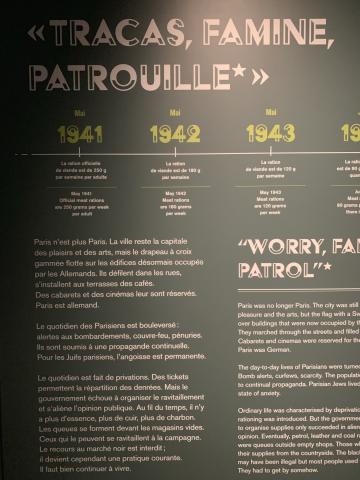 « TRACAS, FAMINE,
PATROUILLE* »
Mai
1941
La ration officielle
de viande est de 250 g
par semaine par adulte
May 1941
Official meat rations
are 250 grams per week
per adult
Mai
1942
La ration
de viande est de 180 g
par semaine
May 1942
Meat rations
are 180 grams
per week
Mai
1943
La ration
de viande est de 120 g
par semaine
May 1943
Meat rations
are 120 grams
per week
Paris n'est plus Paris. La ville reste la capitale
des plaisirs et des arts, mais le drapeau à croix
gammée flotte sur les édifices désormais occupés
par les Allemands. Ils défilent dans les rues,
s'installent aux terrasses des cafés.
Des cabarets et des cinémas leur sont réservés.
Paris est allemand.
Le quotidien des Parisiens est bouleversé :
alertes aux bombardements, couvre-feu, pénuries.
Ils sont soumis à une propagande continuelle.
Pour les Juifs parisiens, l'angoisse est permanente.
Le quotidien est fait de privations. Des tickets
permettent la répartition des denrées. Mais le
gouvernement échoue à organiser le ravitaillement
et s'aliène l'opinion publique. Au fil du temps, il n'y
a plus d'essence, plus de cuir, plus de charbon.
Les queues se forment devant les magasins vides.
Ceux qui le peuvent se ravitaillent à la campagne.
Le recours au marché noir est interdit ;
il devient cependant une pratique courante.
Il faut bien continuer à vivre.
"WORRY,
PATROL"*
Paris was no longer Paris. The city was still
pleasure and the arts, but the flag with a
over buildings that were now occupied by
They marched through the streets and filled
Cabarets and cinemas were reserved for
Paris was German.
The day-to-day lives of Parisians were
Bomb alerts, curfews, scarcity. The
to continual propaganda. Parisian Jews
state of anxiety.
Ordinary life was characterised by
rationing was introduced. But the
to organise supplies only succeeded in
opinion. Eventually, petrol, leather and coal
were queues outside empty shops. Those
their supplies from the countryside. The
may have been illegal but most people used
They had to get by somehow.